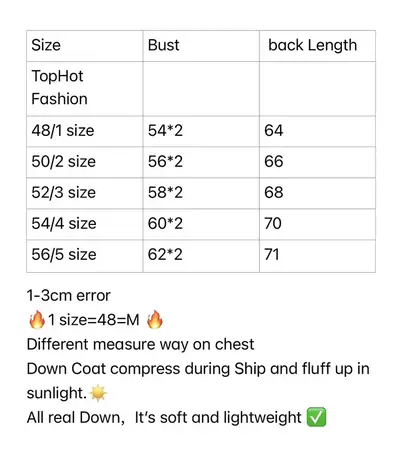 Size Bust back Length
TopHot
Fashion
48/1 size 54*2 64
50/2 size 56*2 66
52/3 size 58*2 68
54/4 size 60*2 70
56/5 size 62*2 71
1-3cm error
🔥1 size=48=M 🔥
Different measure way on chest
Down Coat compress during Ship and fluff up in
sunlight.☀️
All real Down, It's soft and lightweight ✅